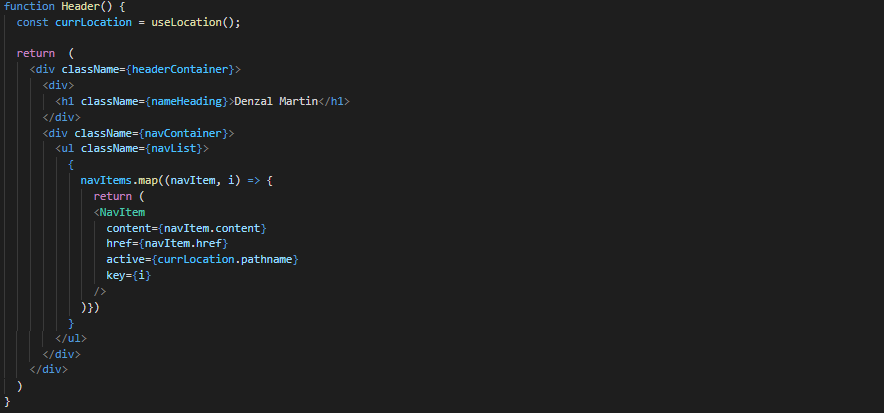 function Header() {
const currLocation = useLocation();
return (
<div className={headerContainer}>
<div>
<h1 className={nameHeading}>Denzal Martin</h1>
</div>
<div className={navContainer}>
<ul className={navList}>
{
navItems.map((navItem, i) => {
return (
<NavItem
content={navItem.content}
href={navItem.href}
active={currLocation.pathname}
key={i}
/>
)})
}
</ul>
</div>
</div>
)
}